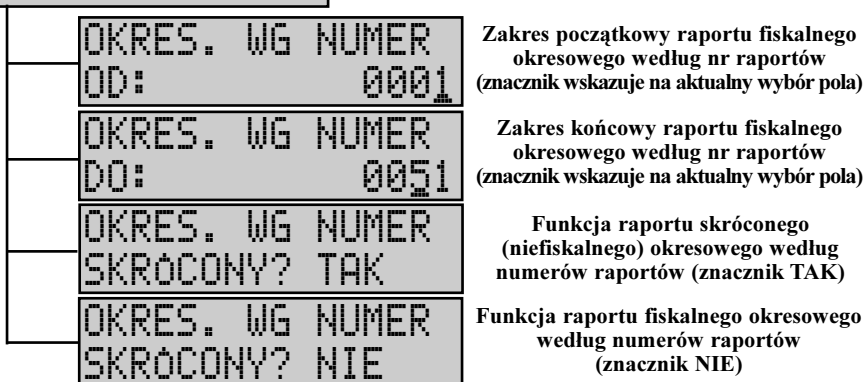 OKRES. WG NUMER
OD: 0001
Zakres początkowy raportu fiskalnego
okresowego według nr raportów
(znacznik wskazuje na aktualny wybór pola)
OKRES. WG NUMER
DO: 0051
Zakres końcowy raportu fiskalnego
okresowego według nr raportów
(znacznik wskazuje na aktualny wybór pola)
OKRES. WG NUMER
SKRÓCONY? TAK
Funkcja raportu skróconego
(niefiskalnego) okresowego według
numerów raportów (znacznik TAK)
OKRES. WG NUMER
SKRÓCONY? NIE
Funkcja raportu fiskalnego okresowego
według numerów raportów
(znacznik NIE)